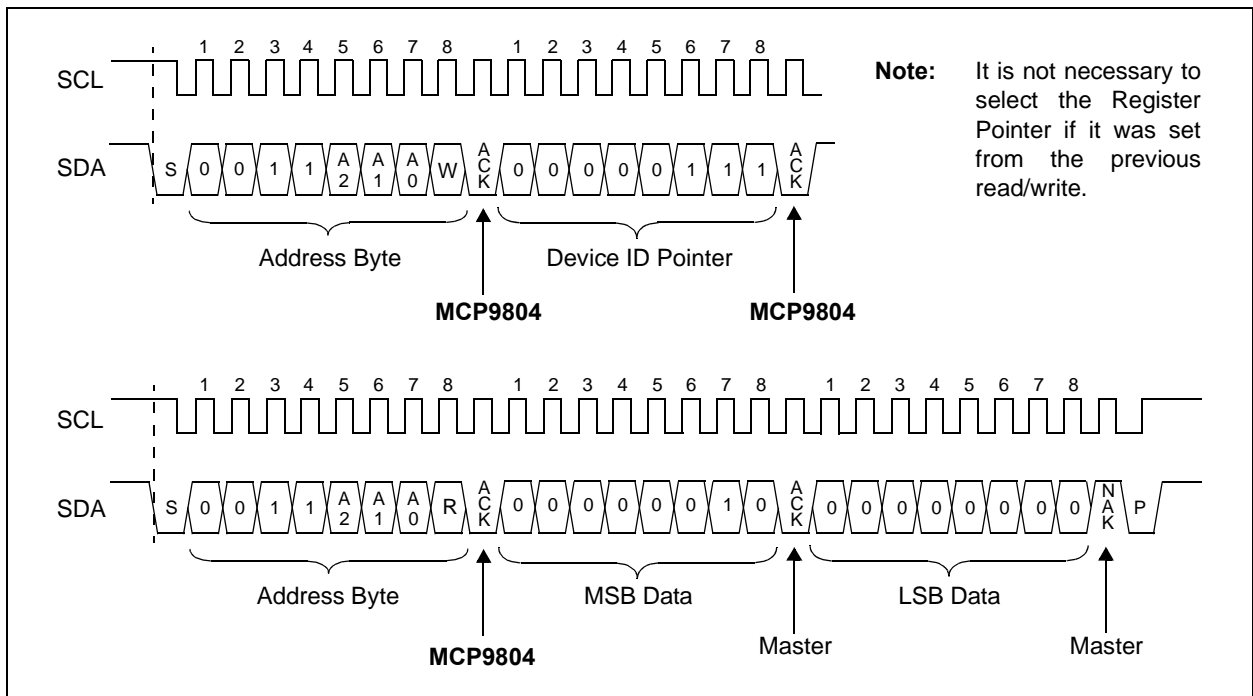 1 2 3 4 5 6 7 8 1 2 3 4 5 6 7 8
SCL
SDA
S 0 0 1 1 A2 A1 A0 W ACK 0 0 0 0 0 1 1 1 ACK
Address Byte Device ID Pointer
MCP9804 MCP9804
Note: It is not necessary to
select the Register
Pointer if it was set
from the previous
read/write.
1 2 3 4 5 6 7 8 1 2 3 4 5 6 7 8 1 2 3 4 5 6 7 8
SCL
SDA
S 0 0 1 1 A2 A1 A0 R ACK 0 0 0 0 0 0 1 0 ACK 0 0 0 0 0 0 0 0 NAK P
Address Byte MSB Data LSB Data
MCP9804 Master Master